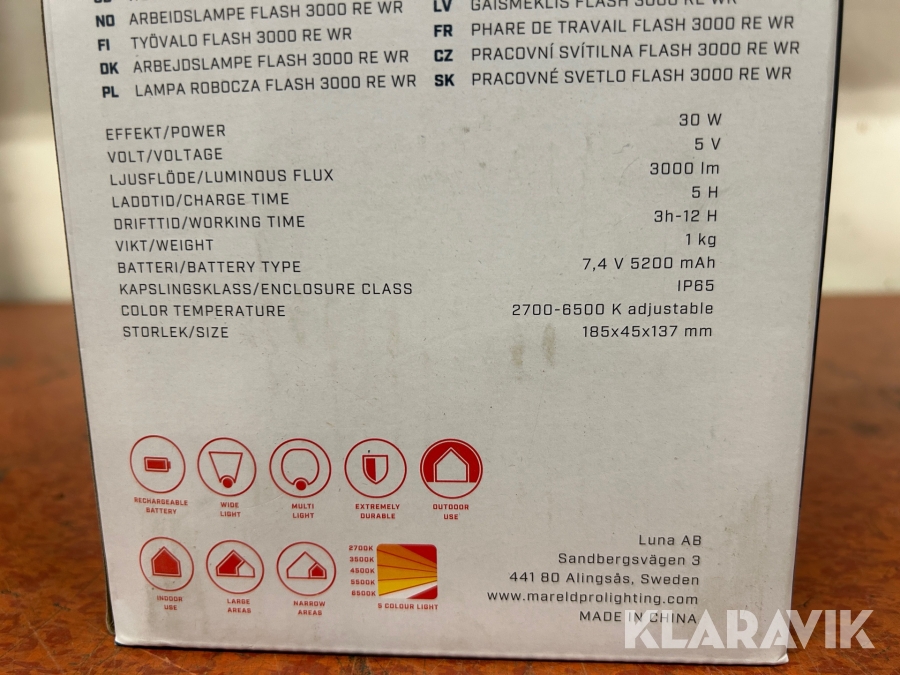 LV GAISMEKLIS FLASH 3000 RE WR
NO ARBEIDSLAMPE FLASH 3000 RE WR
FR PHARE DE TRAVAIL FLASH 3000 RE WR
FI TYÖVALO FLASH 3000 RE WR
CZ PRACOVNÍ SVÍTILNA FLASH 3000 RE WR
DK ARBEJDSLAMPE FLASH 3000 RE WR
SK PRACOVNÉ SVETLO FLASH 3000 RE WR
PL LAMPA ROBOCZA FLASH 3000 RE WR
EFFEKT/POWER 30 W
VOLT/VOLTAGE 5 V
LJUSFLÖDE/LUMINOUS FLUX 3000 lm
LADDTID/CHARGE TIME 5 H
DRIFTTID/WORKING TIME 3h-12 H
VIKT/WEIGHT 1 kg
BATTERI/BATTERY TYPE 7,4 V 5200 mAh
KAPSLINGSKLASS/ENCLOSURE CLASS IP65
COLOR TEMPERATURE 2700-6500 K adjustable
STORLEK/SIZE 185x45x137 mm
RECHARGEABLE
BATTERY
WIDE
LIGHT
MULTI
LIGHT
EXTREMELY
DURABLE
OUTDOOR
USE
INDOOR
USE
LARGE
AREAS
NARROW
AREAS
2700K
3500K
4500K
5500K
6500K
5 COLOUR LIGHT
Luna AB
Sandbergsvägen 3
441 80 Alingsås, Sweden
www.mareldprolighting.com
MADE IN CHINA
KLARAVIK